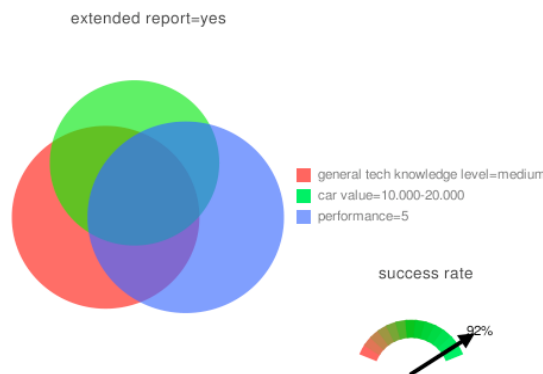 extended report=yes
general tech knowledge level=medium
car value=10.000-20.000
performance=5
success rate
92%